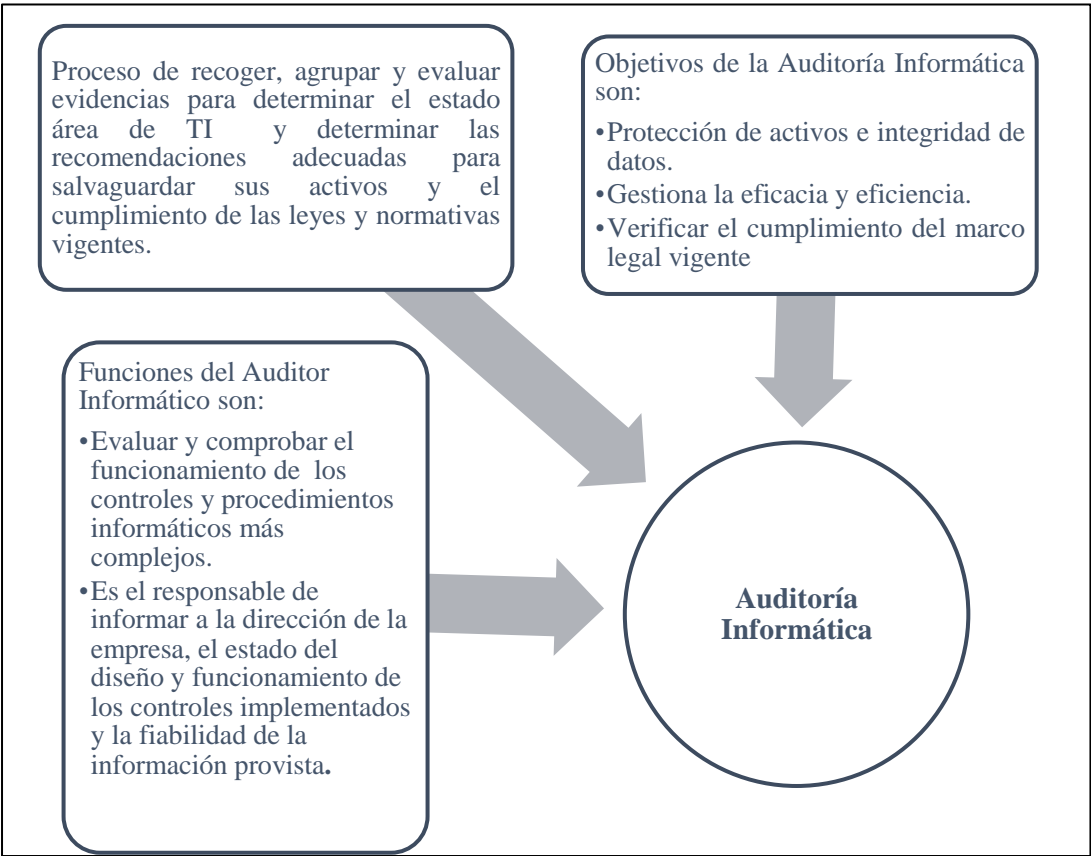 Proceso de recoger, agrupar y evaluar
evidencias para determinar el estado
área de TI y determinar las
recomendaciones adecuadas para
salvaguardar sus activos y el
cumplimiento de las leyes y normativas
vigentes.
Objetivos de la Auditoría Informática
son:
•Protección de activos e integridad de
datos.
•Gestiona la eficacia y eficiencia.
•Verificar el cumplimiento del marco
legal vigente
Funciones del Auditor
Informático son:
•Evaluar y comprobar el
funcionamiento de los
controles y procedimientos
informáticos más
complejos.
•Es el responsable de
informar a la dirección de la
empresa, el estado del
diseño y funcionamiento de
los controles implementados
y la fiabilidad de la
información provista.
Auditoría
Informática